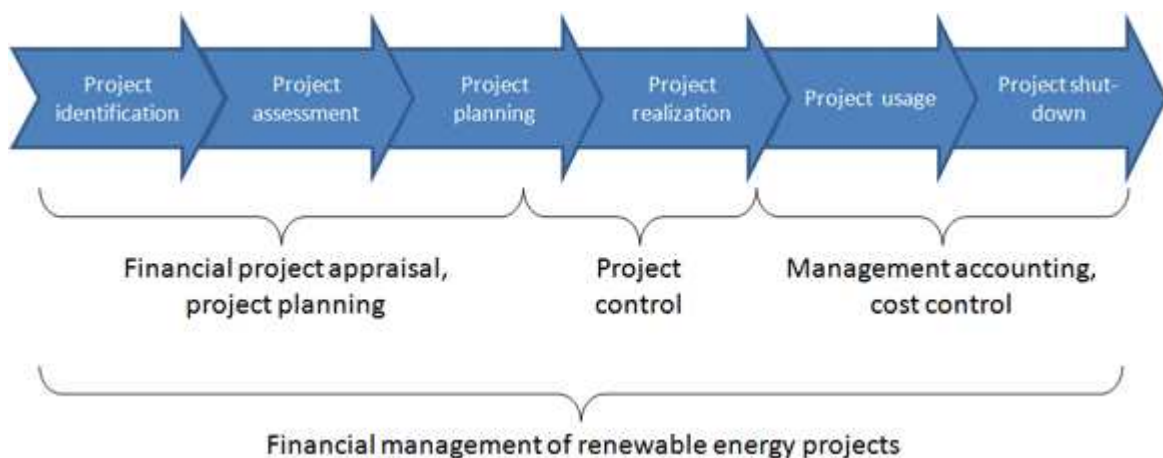 Project
identification
Project
assessment
Project
planning
Project
realization
Project usage
Project shut-
down
Financial project appraisal,
project planning
Project
control
Management accounting,
cost control
Financial management of renewable energy projects